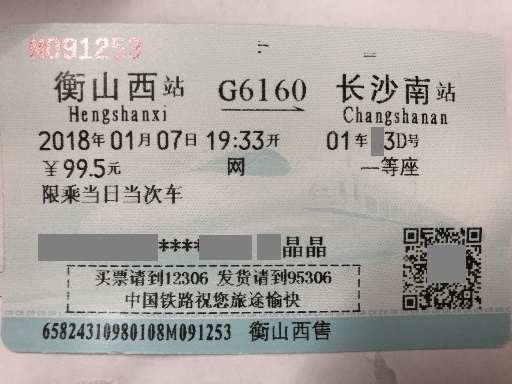 M091253
衡山西站 G6160 长沙南站
Hengshanxi Changshanan
2018年01月07日 19:33开 01车 3D号
￥99.5元 网 一等座
限乘当日当次车
**** 晶晶
买票请到12306 发货请到95306
中国铁路祝您旅途愉快
65824310980108M091253 衡山西售